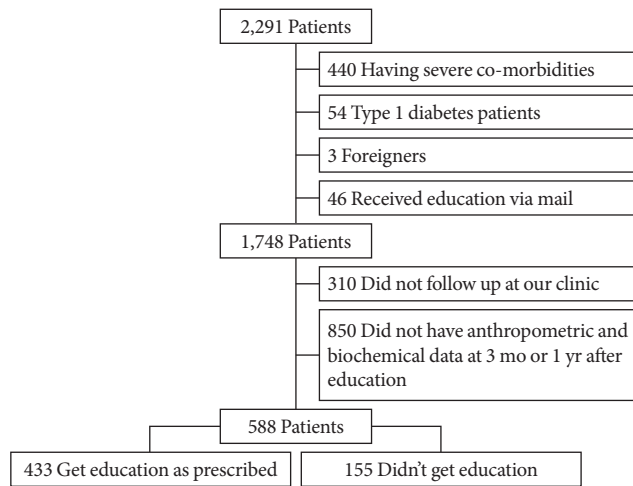 2,291 Patients
440 Having severe co-morbidities
54 Type 1 diabetes patients
3 Foreigners
46 Received education via mail
1,748 Patients
310 Did not follow up at our clinic
850 Did not have anthropometric and
biochemical data at 3 mo or 1 yr after
education
588 Patients
433 Get education as prescribed
155 Didn't get education